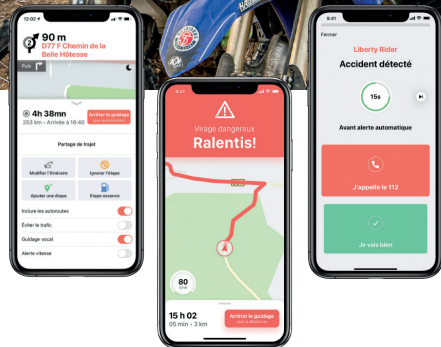 12:02
90 m
D77 F Chemin de la
Belle Hôtesse
Puis
4h 38mn
253 km • Arrivée à 16:40
Arrêter le guidage
Partage de trajet
Modifier l'itinéraire
Ignorer l'étape
Ajouter une étape
Etape essence
Inclure les autoroutes
Éviter le trafic
Guidage vocal
Alerte vitesse
9:41
Virage dangereux
Ralentis!
80
15 h 02
05 min • 3 km
Arrêter le guidage
9:41
Fermer
Liberty Rider
Accident détecté
15s
Avant alerte automatique
J'appelle le 112
Je vais bien